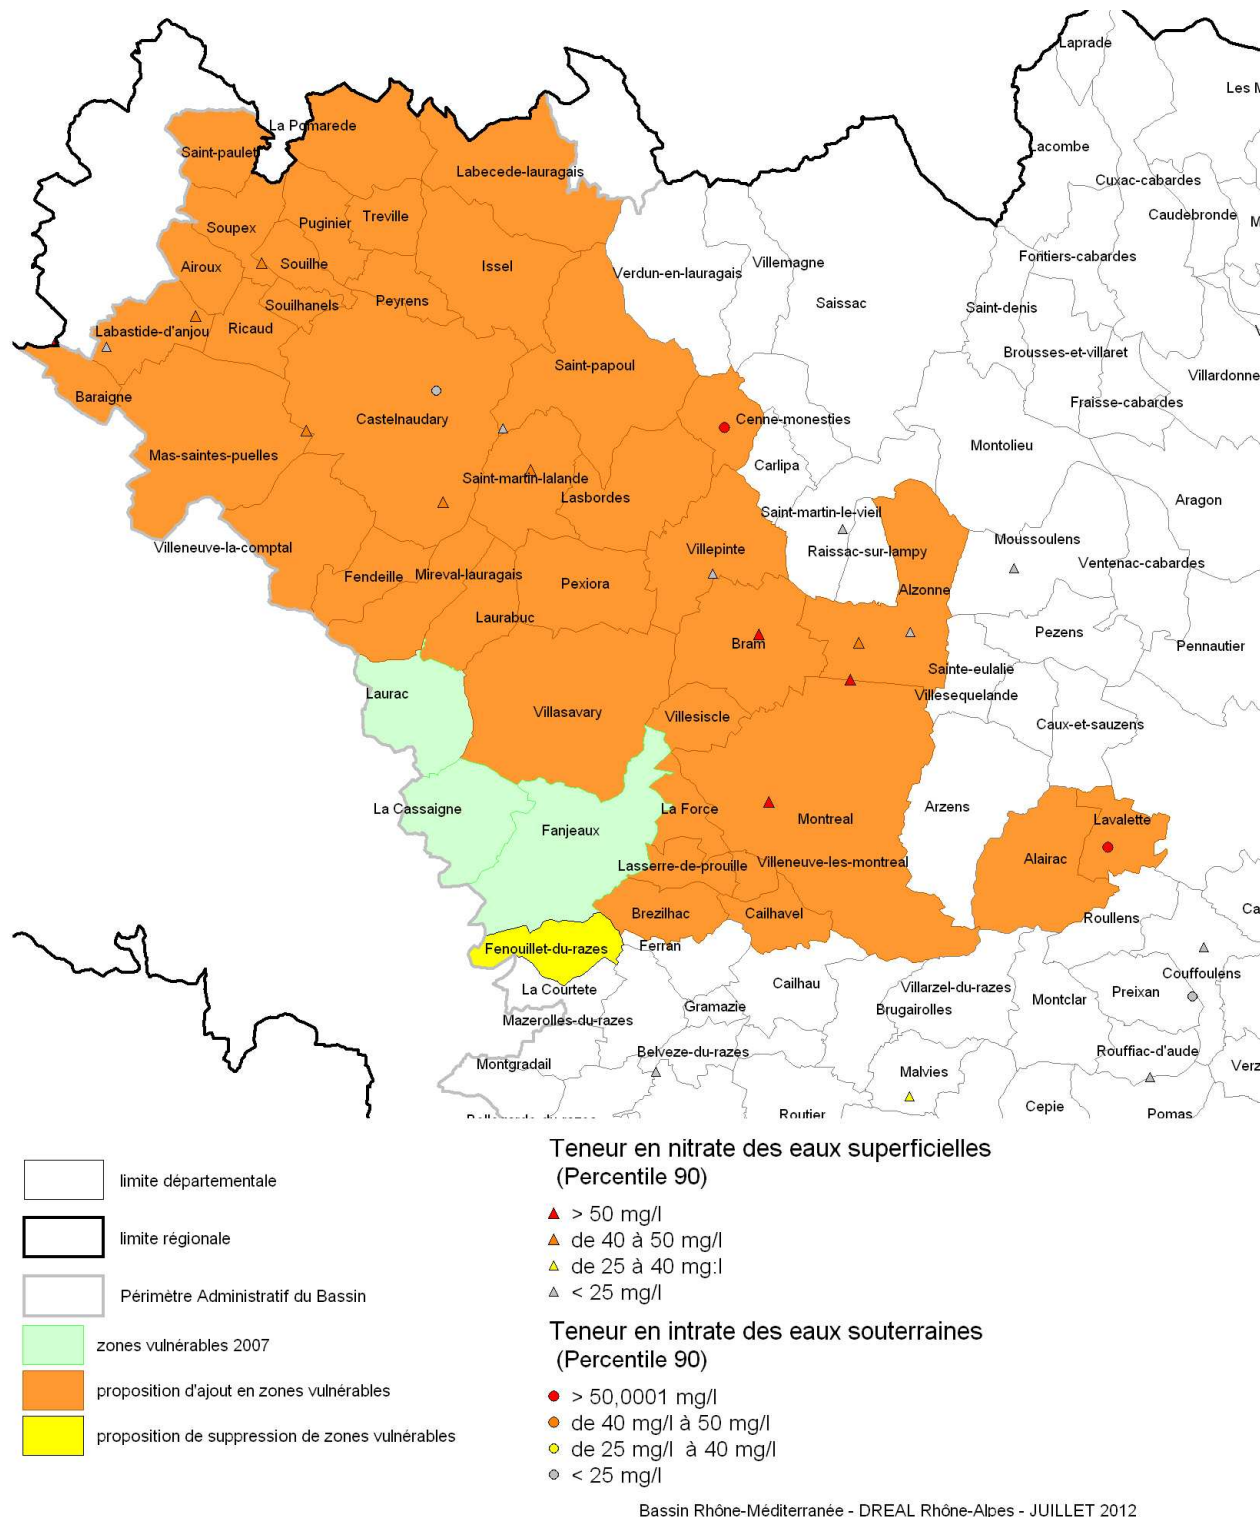 Laprade
Les M
La Pomarede
Saint-paulet
Lacombe
Labecede-lauragais
Cuxac-cabardes
Treville
Caudebronde
Puginier
Soupex
M
Fontiers-cabardes
Villemagne
Souilhe
Issel
Airoux
Verdun-en-lauragais
Saissac
Peyrens
Souilhanels
Saint-denis
Ricaud
Labastide-d'anjou
V
Brousses-et-villaret
Saint-papoul
Villardonne
Baraigne
Fraisse-cabardes
Castelnaudary
Cenne-monesties
Montolieu
Mas-saintes-puelles
Carlipa
Saint-martin-lalande
Lasbordes
Aragon
Saint-martin-le-vieil
Moussoulens
Villeneuve-la-comptal
Villepinte
Raissac-sur-lampy
Ventenac-cabardes
Fendeille
Mireval-lauragais
Pexiora
Alzonne
Laurabuc
Pezens
Bram
Pennautier
Sainte-eulalie
Laurac
Villesequelande
Villasavary
Villesiscle
Caux-et-sauzens
La Cassaigne
La Force
Arzens
Montreal
Lavalette
Fanjeaux
Alairac
Lasserre-de-prouille
Villeneuve-les-montreal
Brezilhac
Cailhavel
Ca
Roullens
Fenouillet-du-razes
Ferran
Couffoulens
La Courtete
Cailhau
Villarzel-du-razes
Preixan
Montclar
Gramazie
Brugairolles
Mazerolles-du-razes
Belveze-du-razes
Rouffiac-d'aude
Montgradail
Malvies
Verz
Cepie
Bellegarde-du-razes
Routier
Pomas
Teneur en nitrate des eaux superficielles
(Percentile 90)
> 50 mg/l
de 40 à 50 mg/l
de 25 à 40 mg:l
< 25 mg/l
Teneur en intrate des eaux souterraines
(Percentile 90)
> 50,0001 mg/l
de 40 mg/l à 50 mg/l
de 25 mg/l à 40 mg/l
< 25 mg/l
limite départementale
limite régionale
Périmètre Administratif du Bassin
zones vulnérables 2007
proposition d'ajout en zones vulnérables
proposition de suppression de zones vulnérables
Bassin Rhône-Méditerranée - DREAL Rhône-Alpes - JUILLET 2012